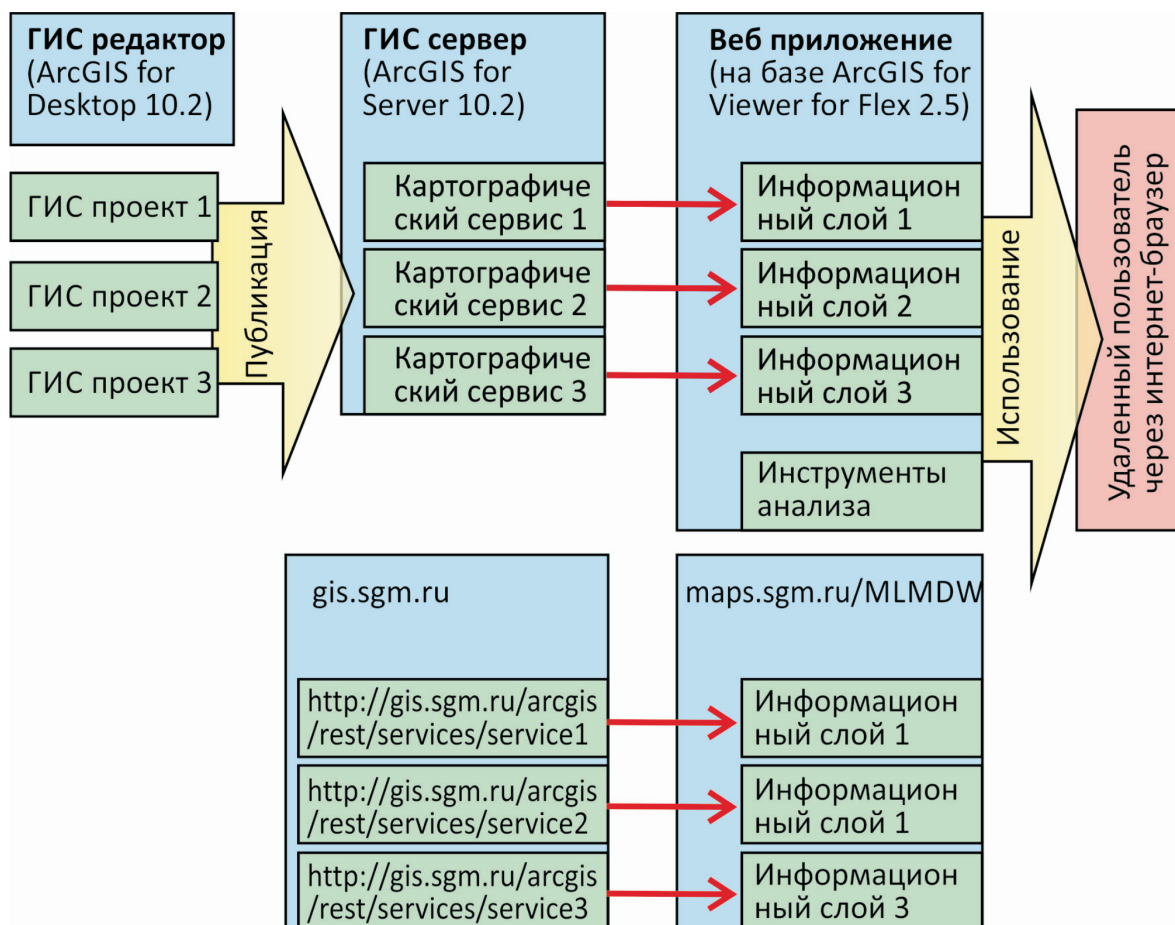 ГИС редактор
(ArcGIS for
Desktop 10.2)
ГИС проект 1
ГИС проект 2
ГИС проект 3
Публикация
ГИС сервер
(ArcGIS for
Server 10.2)
Картографиче
ский сервис 1
Картографиче
ский сервис 2
Картографиче
ский сервис 3
Веб приложение
(на базе ArcGIS for
Viewer for Flex 2.5)
Информацион
ный слой 1
Информацион
ный слой 2
Информацион
ный слой 3
Инструменты
анализа
Использование
Удаленный пользователь
через интернет-браузер
gis.sgm.ru
http://gis.sgm.ru/arcgis
/rest/services/service1
http://gis.sgm.ru/arcgis
/rest/services/service2
http://gis.sgm.ru/arcgis
/rest/services/service3
maps.sgm.ru/MLMDW
Информацион
ный слой 1
Информацион
ный слой 1
Информацион
ный слой 3